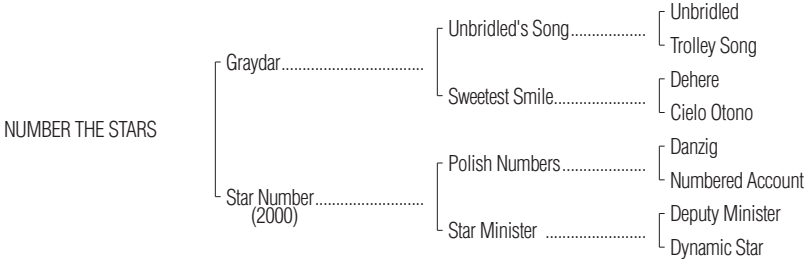 Unbridled
Unbridled's Song..................
Trolley Song
Graydar..................................
Dehere
Sweetest Smile......................
Cielo Otono
NUMBER THE STARS
Danzig
Polish Numbers....................
Numbered Account
Star Number..........................
(2000)
Deputy Minister
Star Minister ........................
Dynamic Star